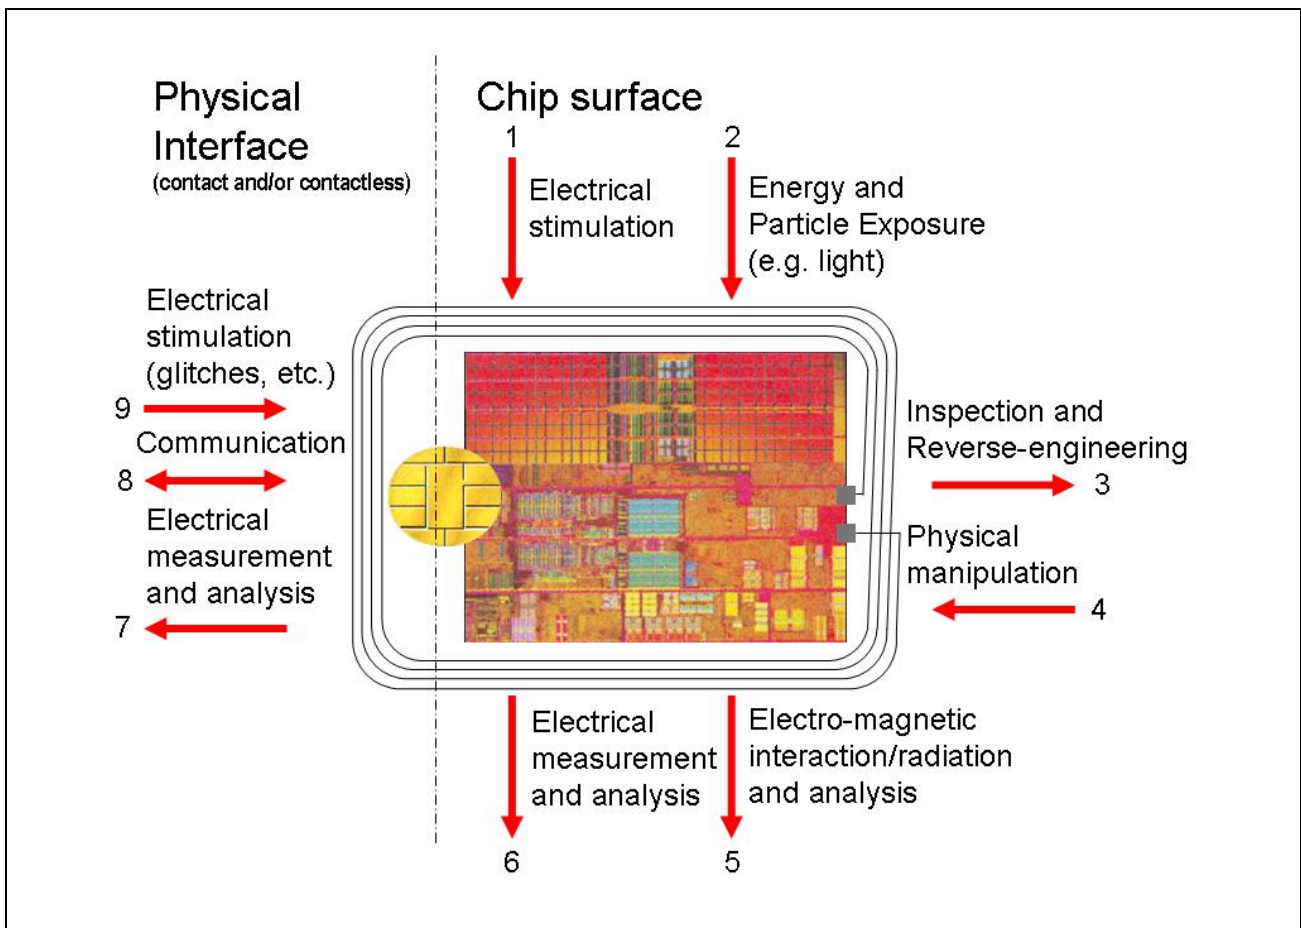 Physical
Interface
(contact and/or contactless)
Chip surface
1
2
Electrical
stimulation
Energy and
Particle Exposure
(e.g. light)
Electrical
stimulation
(glitches, etc.)
9
Communication
8
Electrical
measurement
and analysis
7
Inspection and
Reverse-engineering
3
Physical
manipulation
4
Electrical
measurement
and analysis
6
Electro-magnetic
interaction/radiation
and analysis
5